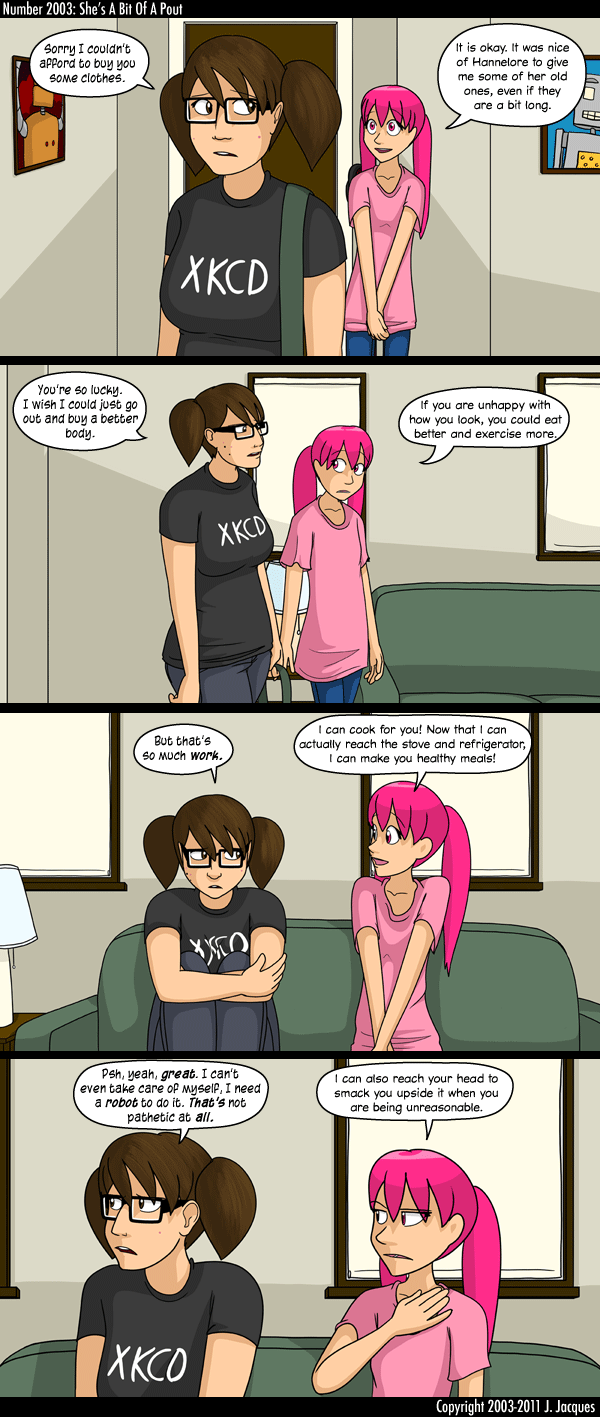 Number 2003: She's A Bit Of A Pout
Sorry I couldn't
afford to buy you
some clothes.
It is okay. It was nice
of Hannelore to give
me some of her old
ones, even if they
are a bit long.
XKCD
You're so lucky.
I wish I could just go
out and buy a better
body.
If you are unhappy with
how you look, you could eat
better and exercise more.
XKCD
But that's
so much work.
I can cook for you! Now that I can
actually reach the stove and refrigerator,
I can make you healthy meals!
XKCD
Psh, yeah, great. I can't
even take care of myself, I need
a robot to do it. That's not
pathetic at all.
I can also reach your head to
smack you upside it when you
are being unreasonable.
XKCD
Copyright 2003-2011 J. Jacques